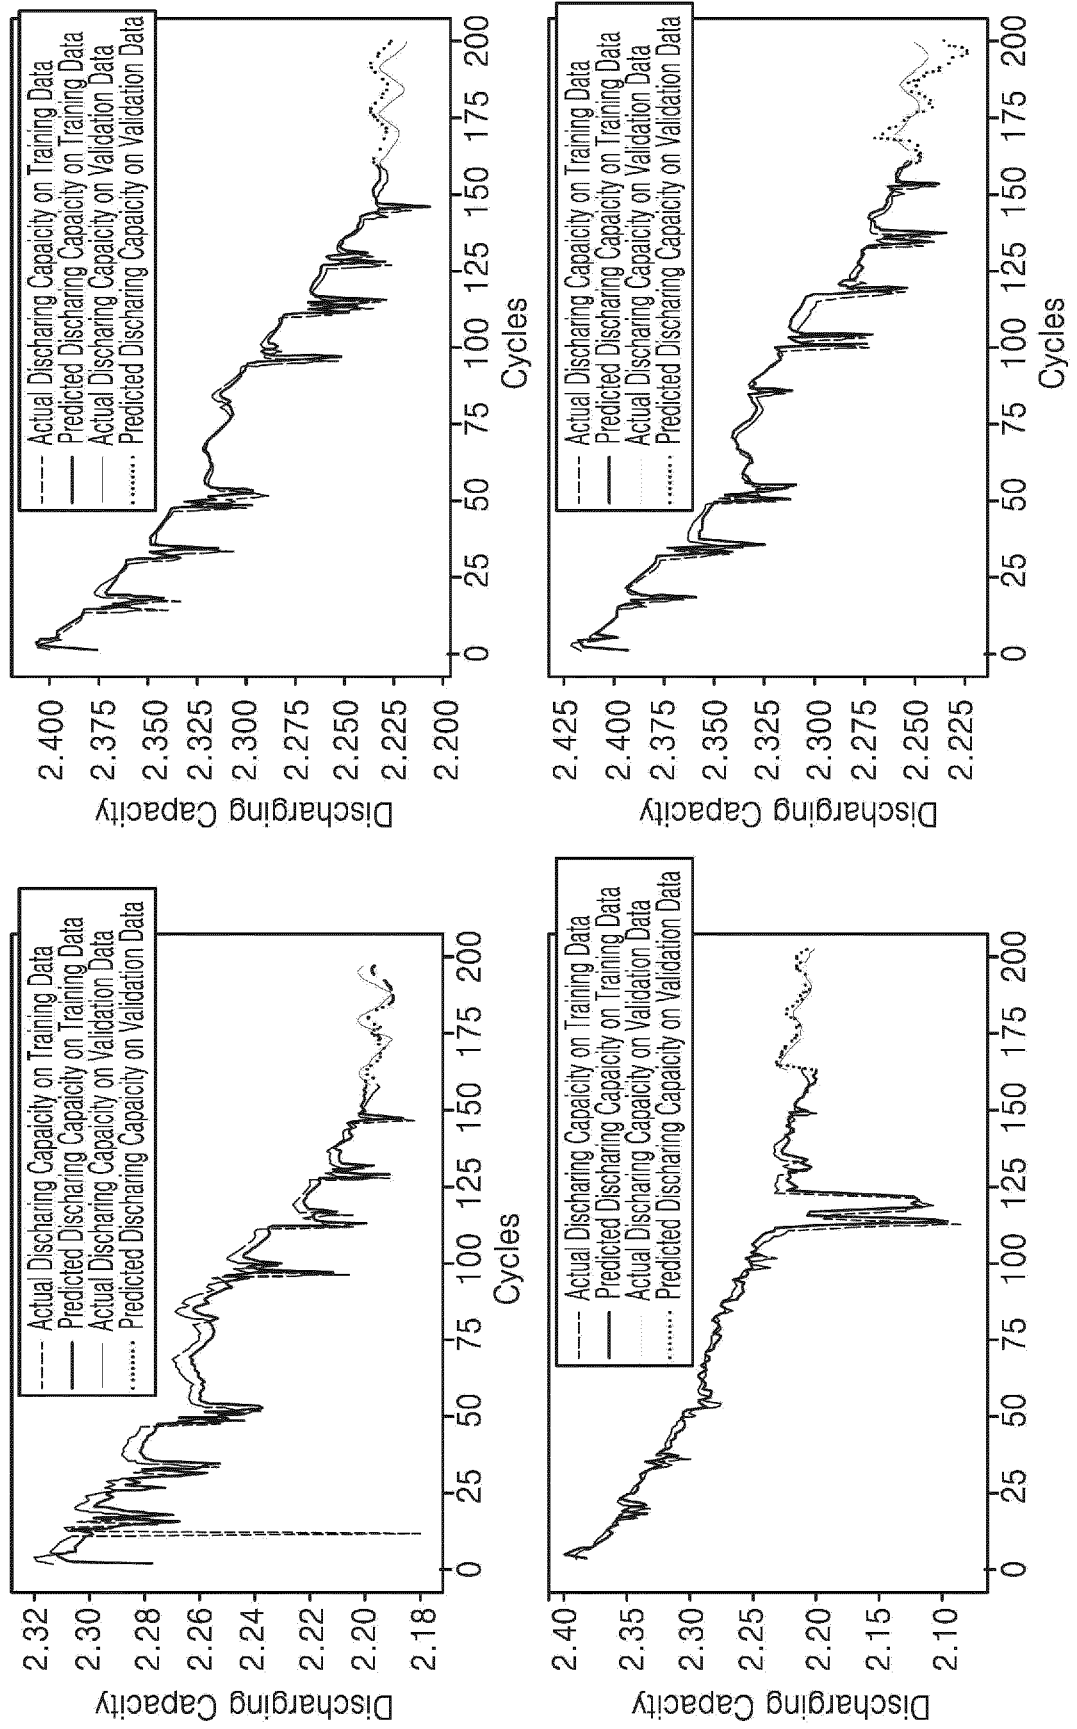 Discharging Capacity
2.32
2.30
2.28
2.26
2.24
2.22
2.20
2.18
Actual Discharing Capaicity on Training Data
Predicted Discharing Capaicity on Training Data
Actual Discharing Capaicity on Validation Data
Predicted Discharing Capaicity on Validation Data
0 25 50 75 100 125 150 175 200
Cycles
Discharging Capacity
2.400
2.375
2.350
2.325
2.300
2.275
2.250
2.225
2.200
Actual Discharing Capaicity on Training Data
Predicted Discharing Capaicity on Training Data
Actual Discharing Capaicity on Validation Data
Predicted Discharing Capaicity on Validation Data
0 25 50 75 100 125 150 175 200
Cycles
Discharging Capacity
2.40
2.35
2.30
2.25
2.20
2.15
2.10
Actual Discharing Capaicity on Training Data
Predicted Discharing Capaicity on Training Data
Actual Discharing Capaicity on Validation Data
Predicted Discharing Capaicity on Validation Data
0 25 50 75 100 125 150 175 200
Discharging Capacity
2.425
2.400
2.375
2.350
2.325
2.300
2.275
2.250
2.225
Actual Discharing Capaicity on Training Data
Predicted Discharing Capaicity on Training Data
Actual Discharing Capaicity on Validation Data
Predicted Discharing Capaicity on Validation Data
0 25 50 75 100 125 150 175 200
Cycles